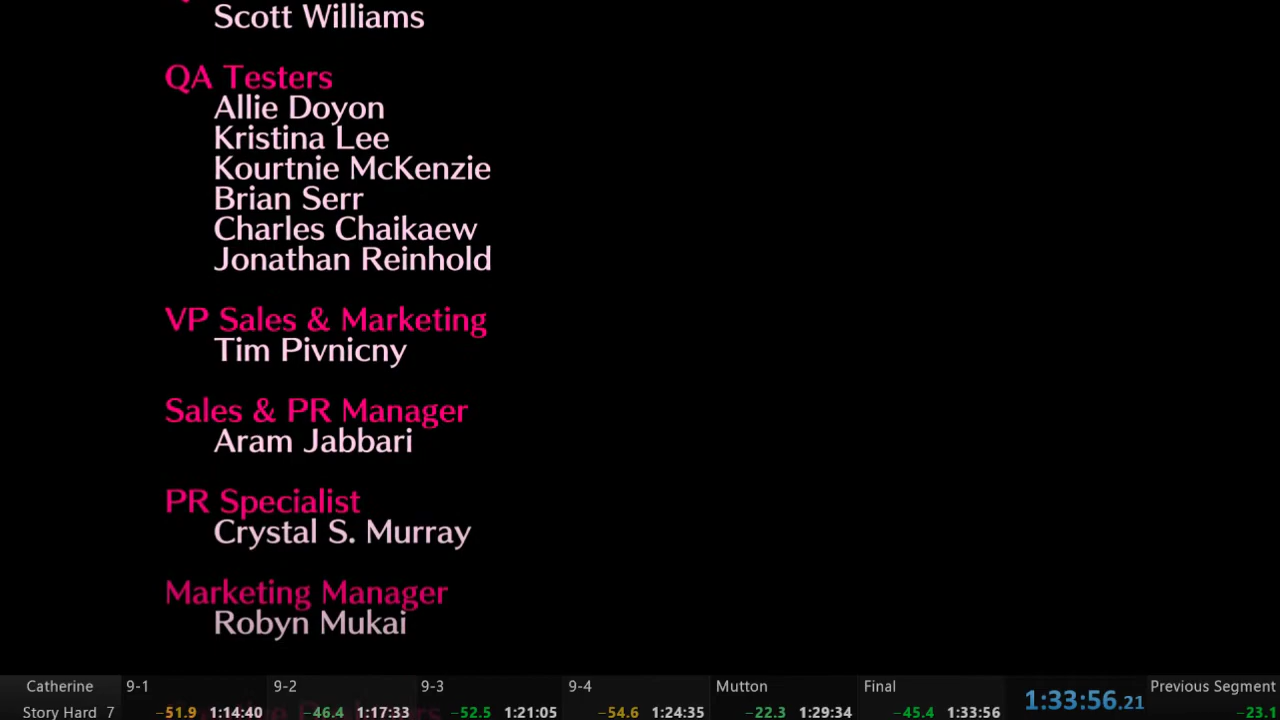 Scott Williams
QA Testers
Allie Doyon
Kristina Lee
Kourtnie McKenzie
Brian Serr
Charles Chaikaew
Jonathan Reinhold
VP Sales & Marketing
Tim Pivnicny
Sales & PR Manager
Aram Jabbari
PR Specialist
Crystal S. Murray
Marketing Manager
Robyn Mukai
Catherine 9-1 9-2 9-3 9-4 Mutton Final 1:33:56.21 Previous Segment
Story Hard 7 −51.9 1:14:40 −46.4 1:17:33 −52.5 1:21:05 −54.6 1:24:35 −22.3 1:29:34 −45.4 1:33:56 −23.1